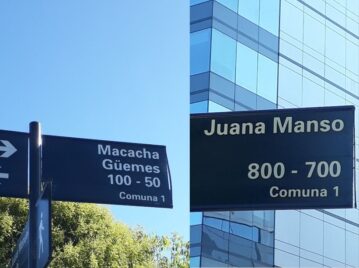 Macacha
Güemes
100 - 50
Comuna 1
Juana Manso
800 - 700
Comuna 1